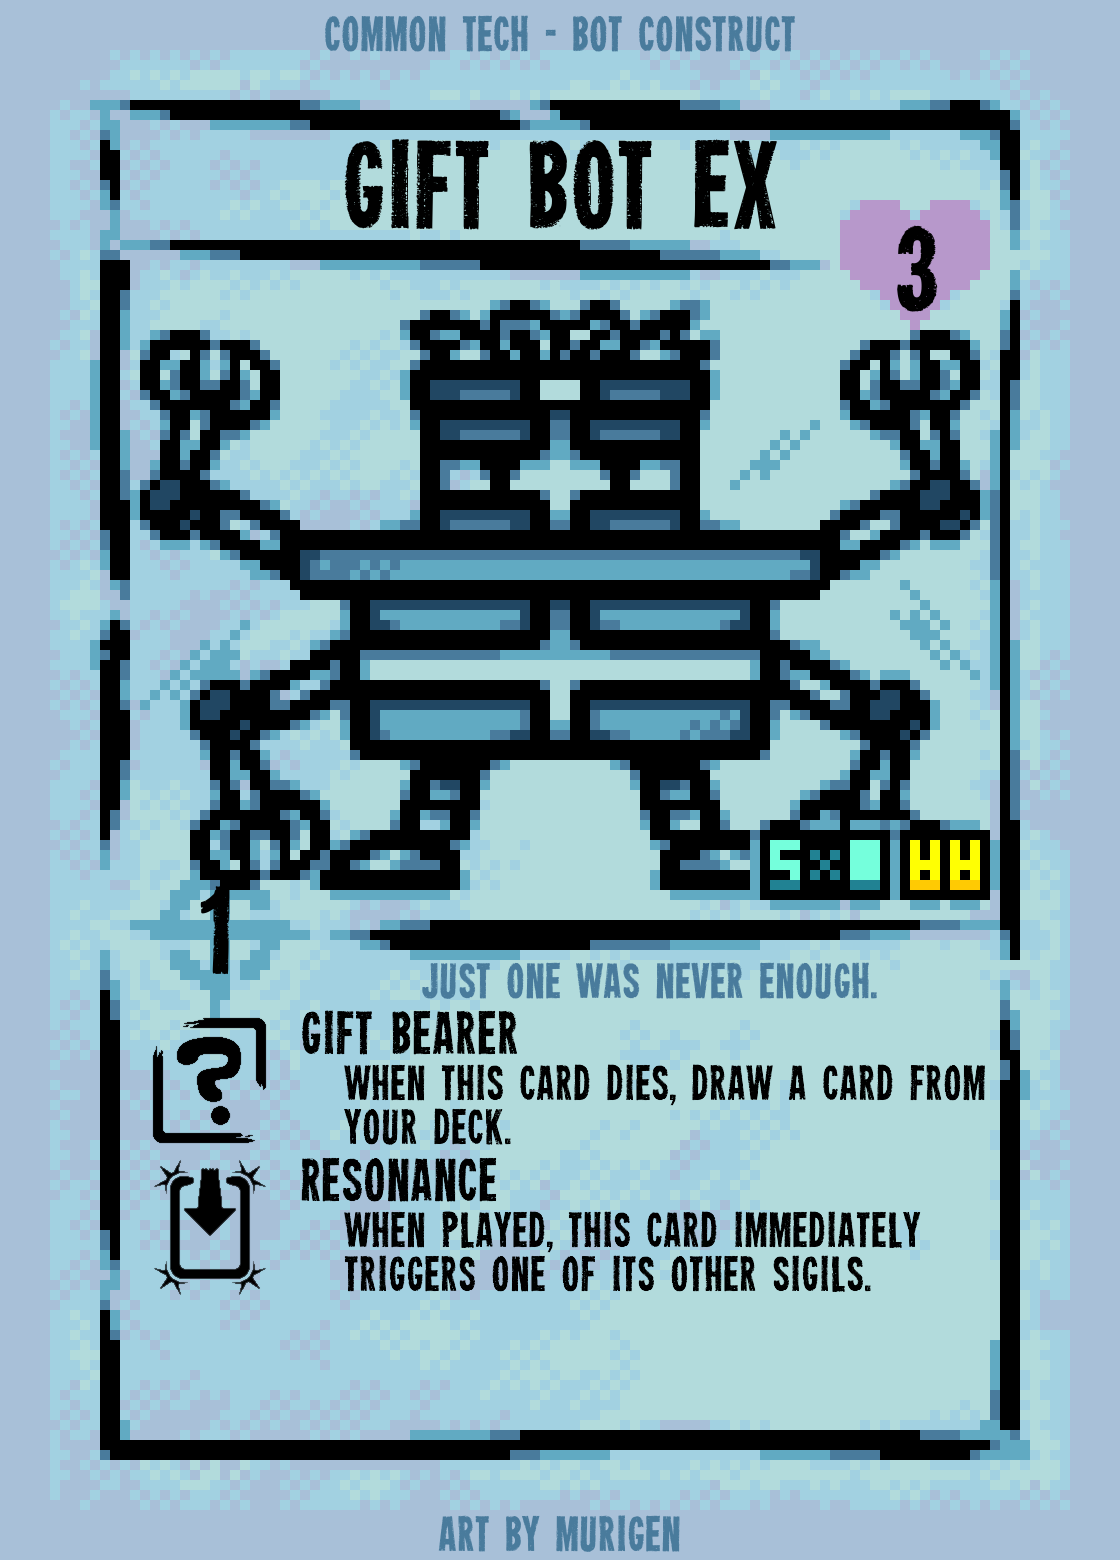 COMMON TECH - BOT CONSTRUCT
GIFT BOT EX
3
5
1
JUST ONE WAS NEVER ENOUGH.
GIFT BEARER
WHEN THIS CARD DIES, DRAW A CARD FROM
YOUR DECK.
RESONANCE
WHEN PLAYED, THIS CARD IMMEDIATELY
TRIGGERS ONE OF ITS OTHER SIGILS.
ART BY MURIGEN